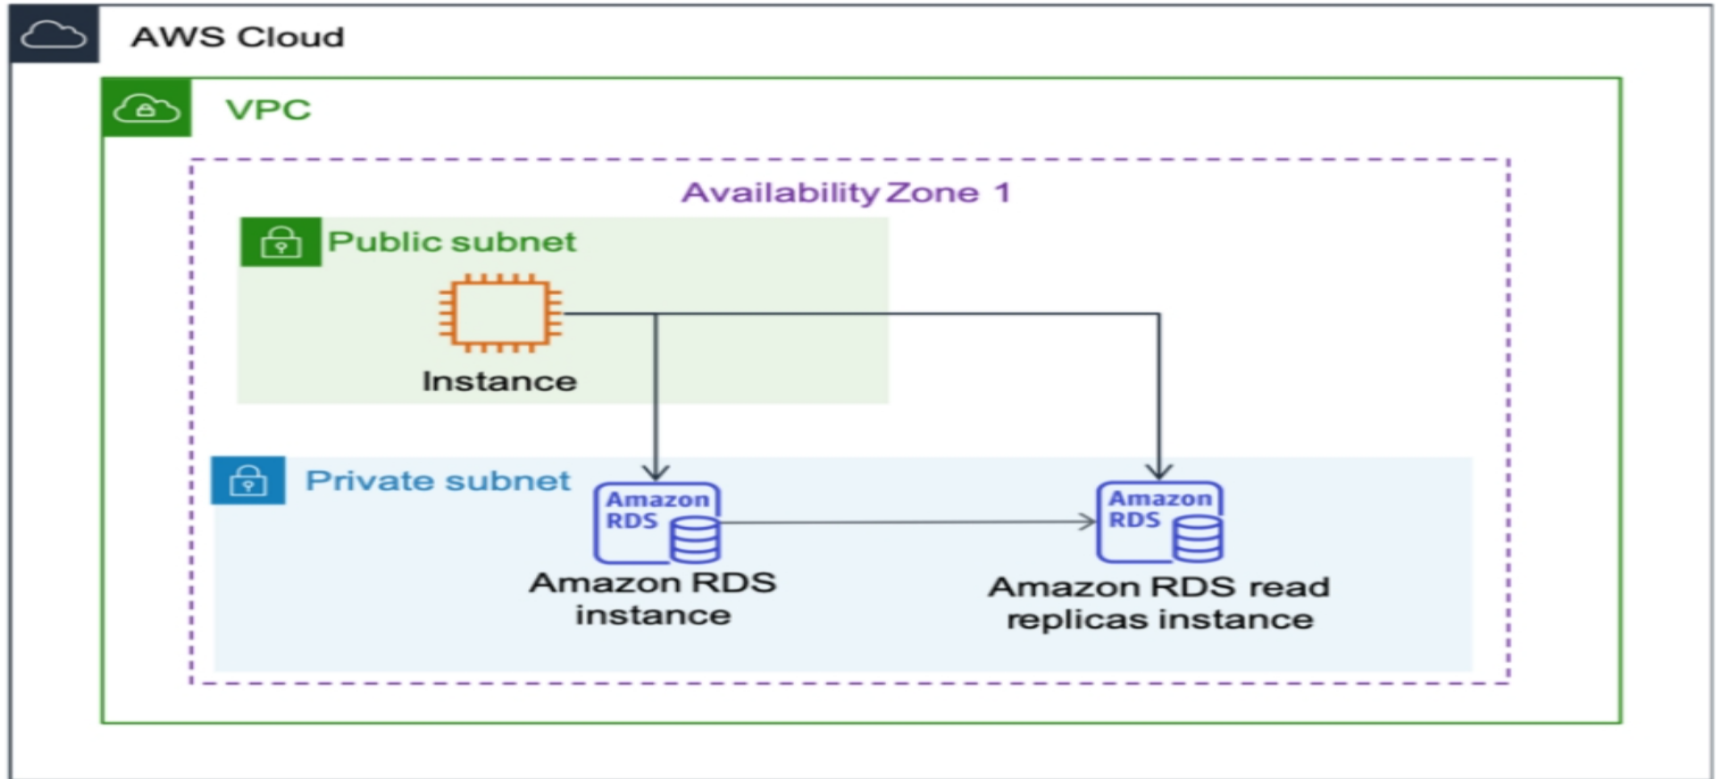 AWS Cloud
VPC
Availability Zone 1
Public subnet
Instance
Private subnet
Amazon
RDS
Amazon RDS
instance
Amazon
RDS
Amazon RDS read
replicas instance